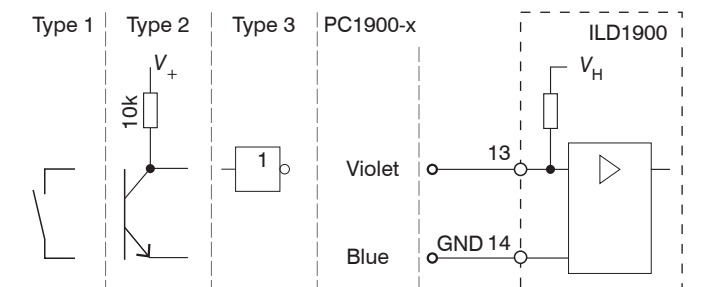 Type 1 Type 2 Type 3 PC1900-x
ILD1900
V+
VH
10k
1
Violet 13
Blue GND 14